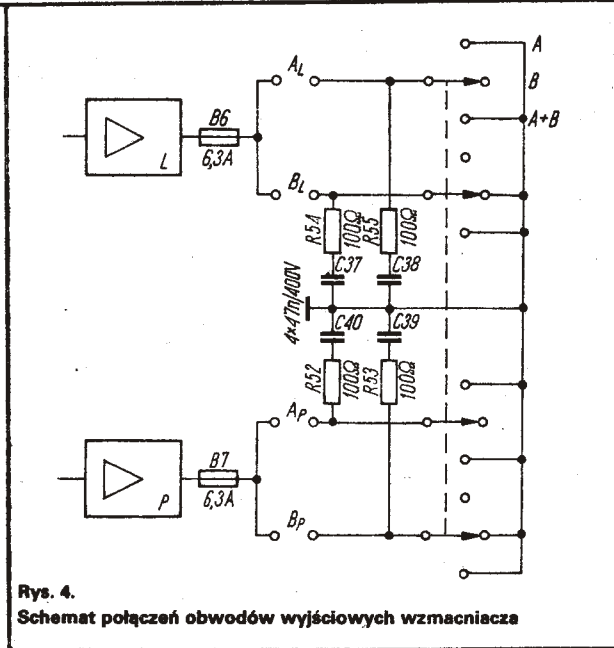 A
A_L
B
B6
A+B
L
6,3A
B_L
R54
100Ω
R55
100Ω
C37
C38
4×47n/400V
C40
C39
R52
100Ω
R53
100Ω
A_P
B7
P
6,3A
B_P
Rys. 4.
Schemat połączeń obwodów wyjściowych wzmacniacza